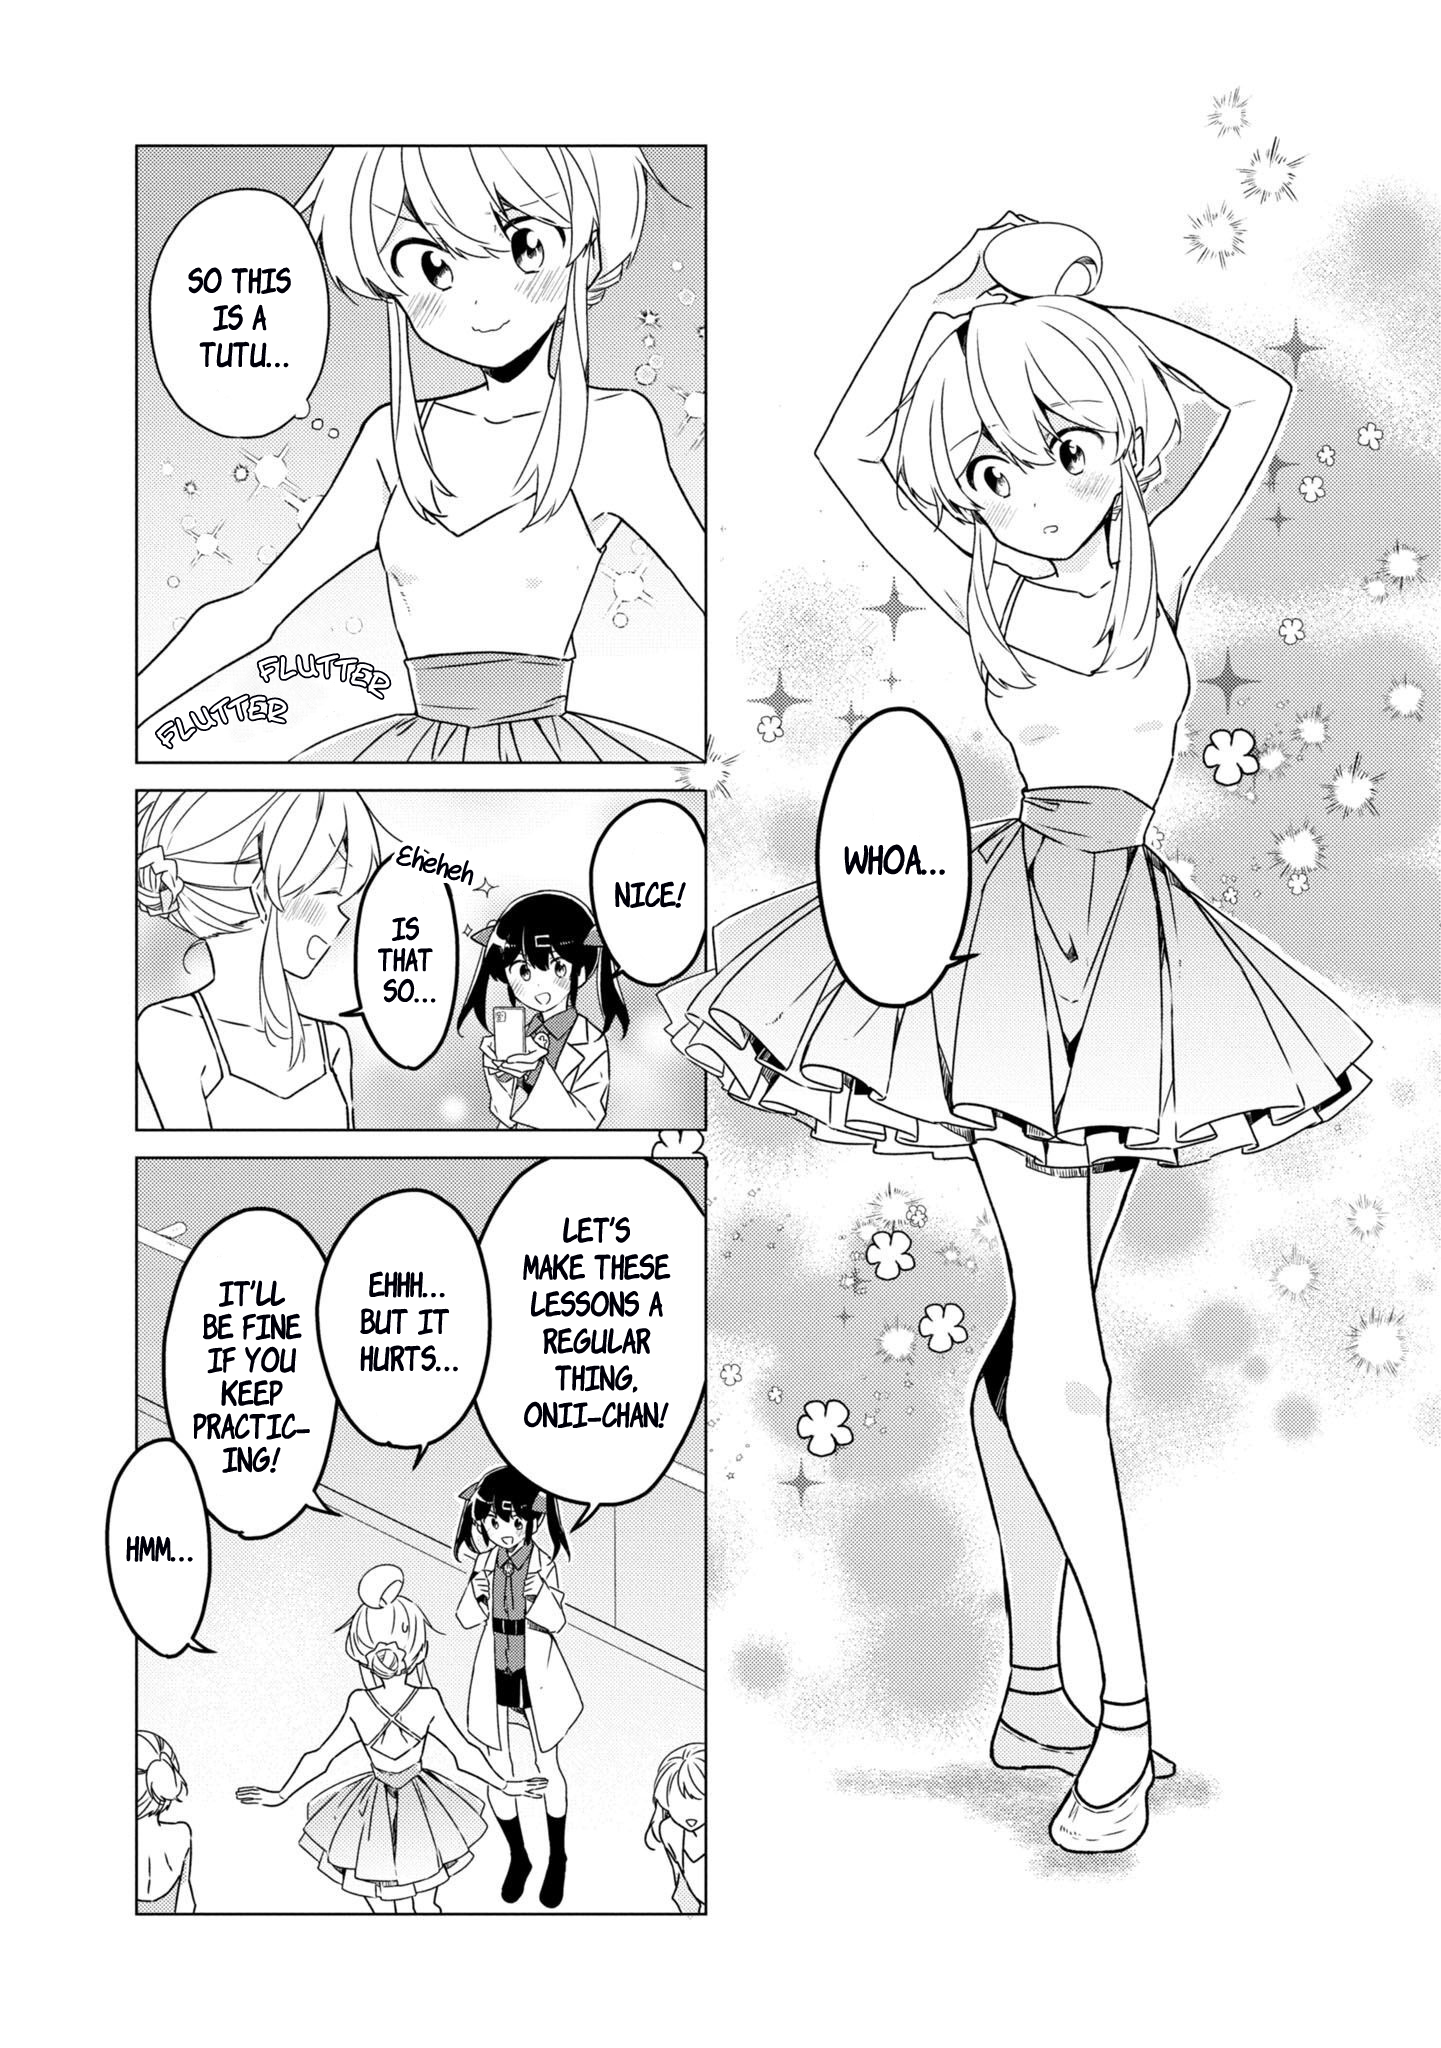 WHOA...
SO THIS
IS A
TUTU...
FLUTTER
FLUTTER
NICE!
Eheheh
IS
THAT
SO...
LET'S
MAKE THESE
LESSONS A
REGULAR
THING,
ONII-CHAN!
EHHH...
BUT IT
HURTS...
IT'LL
BE FINE
IF YOU
KEEP
PRACTIC-
ING!
HMM...